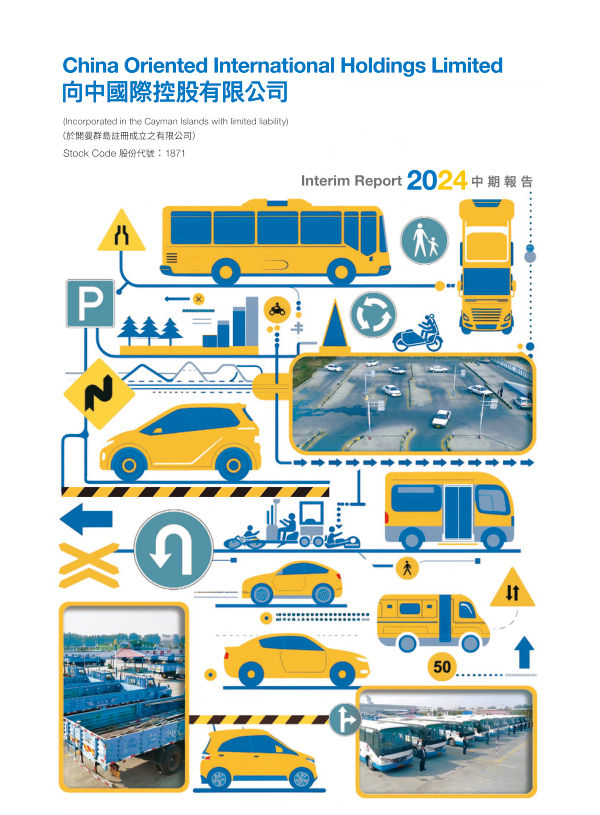 China Oriented International Holdings Limited
向中國際控股有限公司
(Incorporated in the Cayman Islands with limited liability)
（於開曼群島註冊成立之有限公司）
Stock Code 股份代號：1871
Interim Report 2024 中期報告
P
50